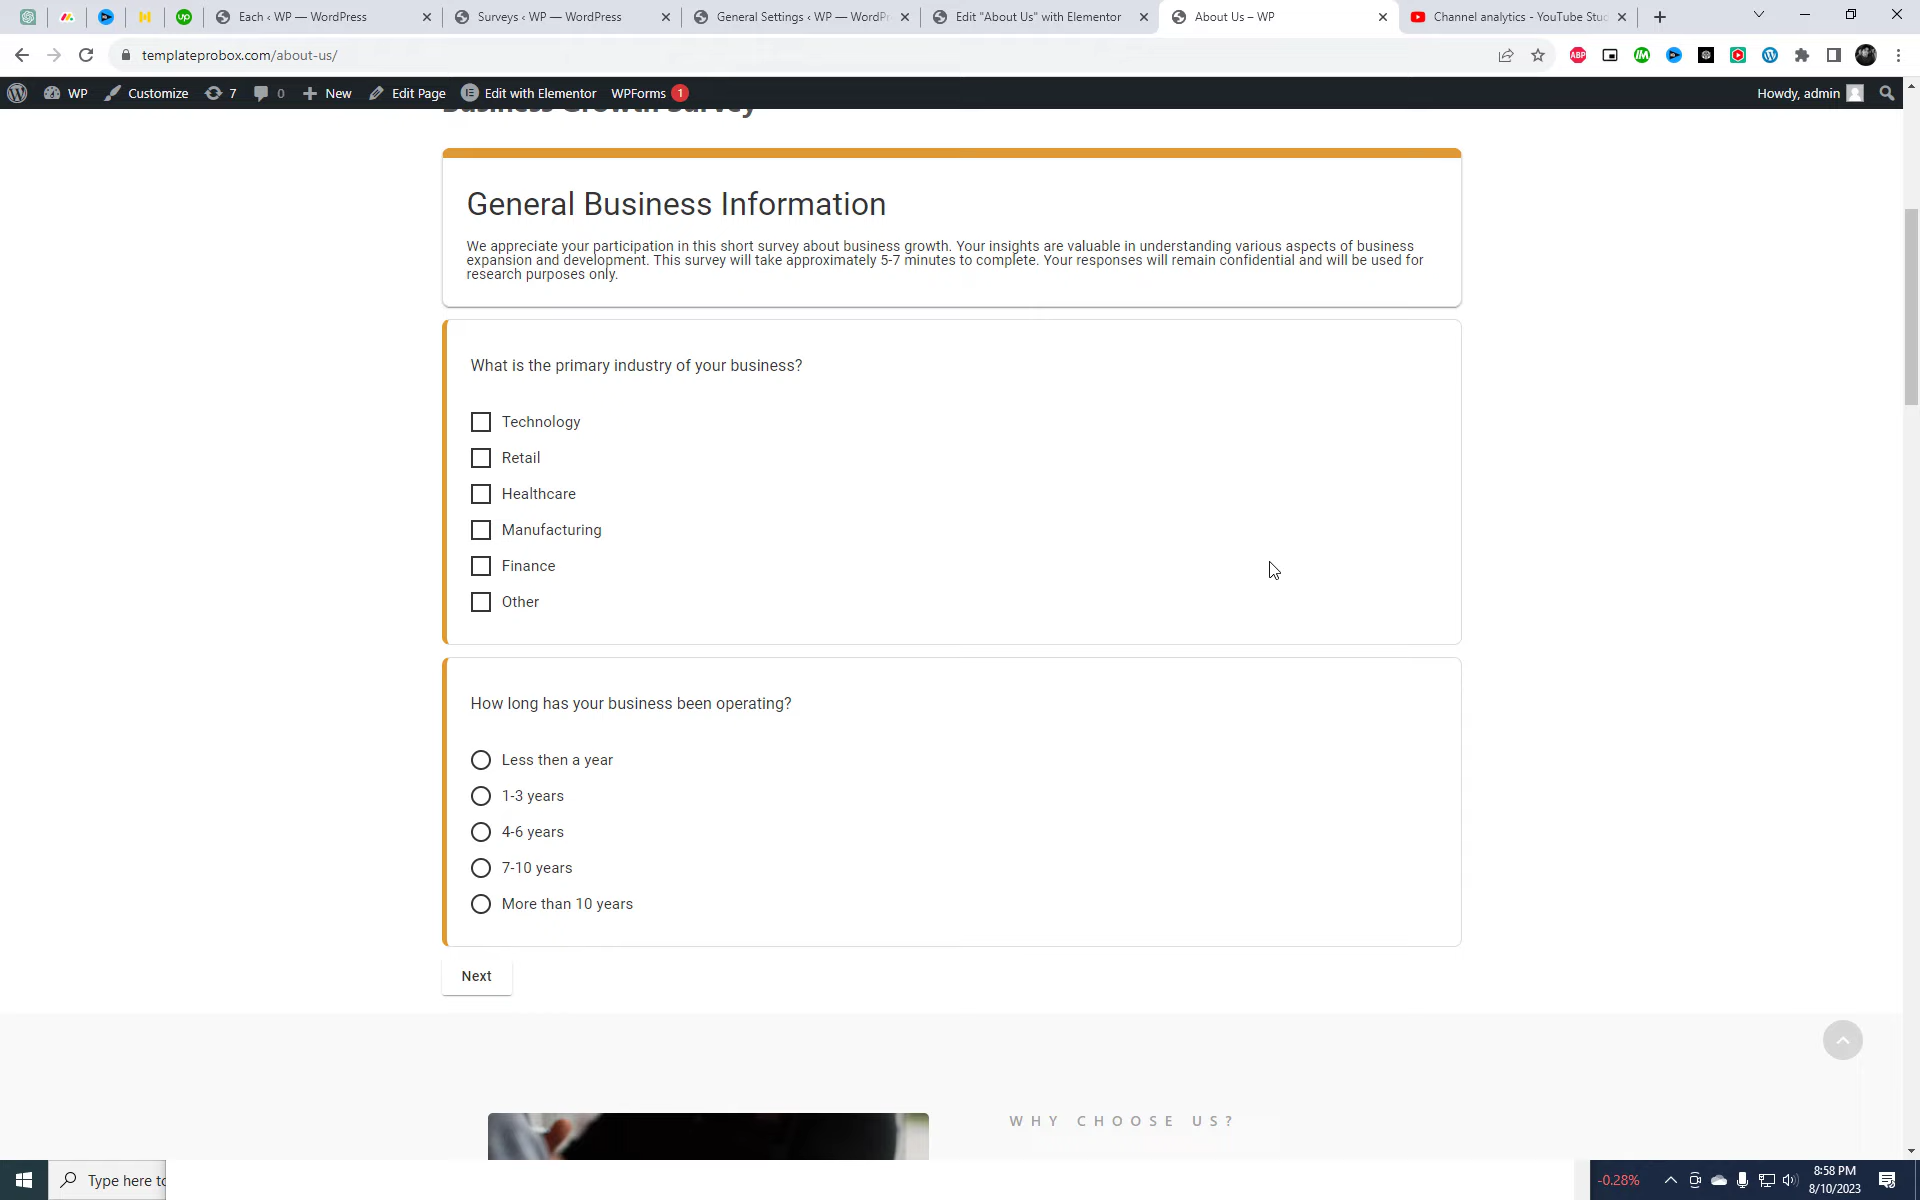 Each ‹ WP — WordPress
Surveys ‹ WP — WordPress
General Settings ‹ WP — WordPr
Edit "About Us" with Elementor
About Us – WP
Channel analytics - YouTube Stu
templateprobox.com/about-us/
WP
Customize
7
0
New
Edit Page
Edit with Elementor
WPForms 1
Howdy, admin
Business Growth Survey
General Business Information
We appreciate your participation in this short survey about business growth. Your insights are valuable in understanding various aspects of business
expansion and development. This survey will take approximately 5-7 minutes to complete. Your responses will remain confidential and will be used for
research purposes only.
What is the primary industry of your business?
Technology
Retail
Healthcare
Manufacturing
Finance
Other
How long has your business been operating?
Less then a year
1-3 years
4-6 years
7-10 years
More than 10 years
Next
WHY CHOOSE US?
Type here to
-0.28%
8:58 PM
8/10/2023